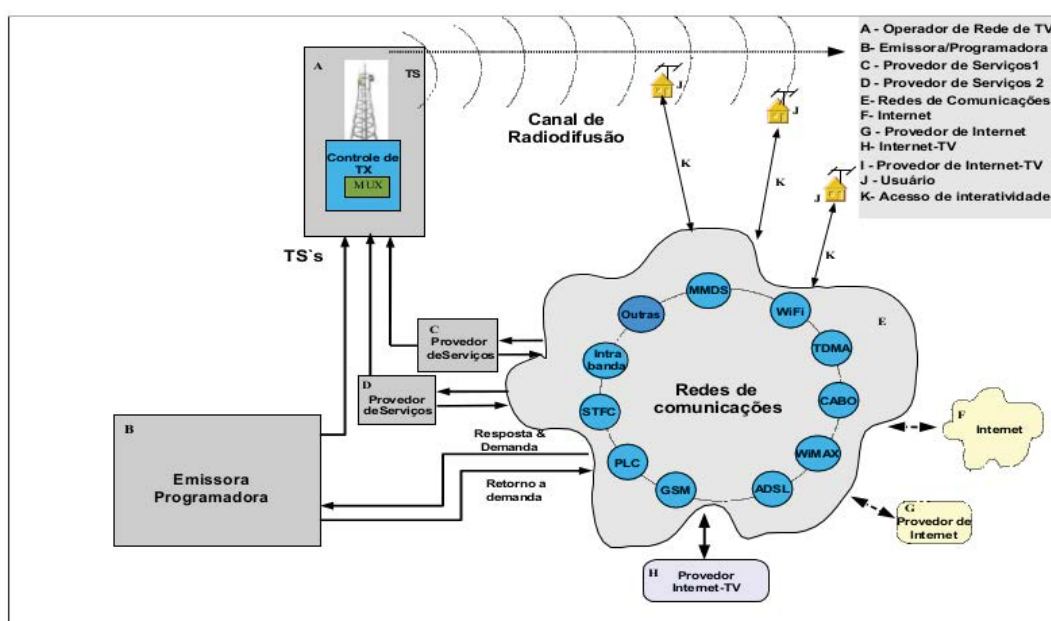 A
TS
Controle de
TX
MUX
TS`s
Canal de
Radiodifusão
J
J
J
K
K
K
A - Operador de Rede de TV
B- Emissora/Programadora
C - Provedor de Serviços1
D - Provedor de Serviços 2
E- Redes de Comunicações
F- Internet
G - Provedor de Internet
H- Internet-TV
I - Provedor de Internet-TV
J - Usuário
K- Acesso de interatividade
C
Provedor
deServiços
D
Provedor
deServiços
B
Emissora
Programadora
Resposta &
Demanda
Retorno a
demanda
E
MMDS
WiFi
TDMA
CABO
WiMAX
ADSL
GSM
PLC
STFC
Intra
banda
Outras
Redes de
comunicações
F
Internet
G
Provedor de
Internet
H
Provedor
Internet-TV